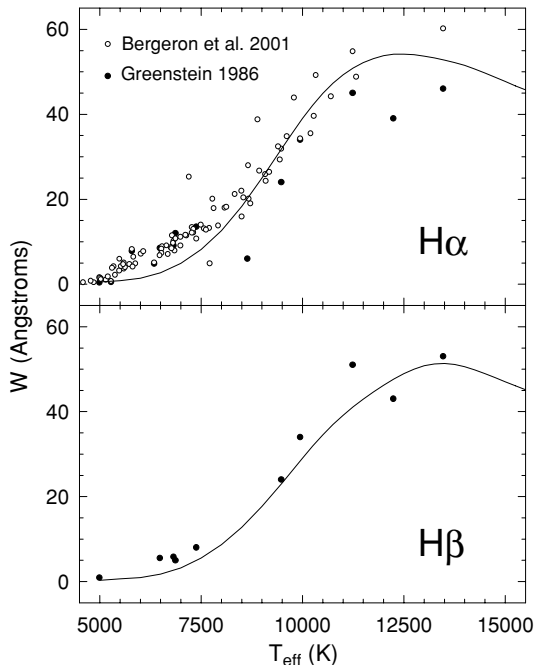 60
Bergeron et al. 2001
Greenstein 1986
40
20
Hα
0
W (Angstroms)
60
40
20
Hβ
0
5000 7500 10000 12500 15000
T_eff (K)